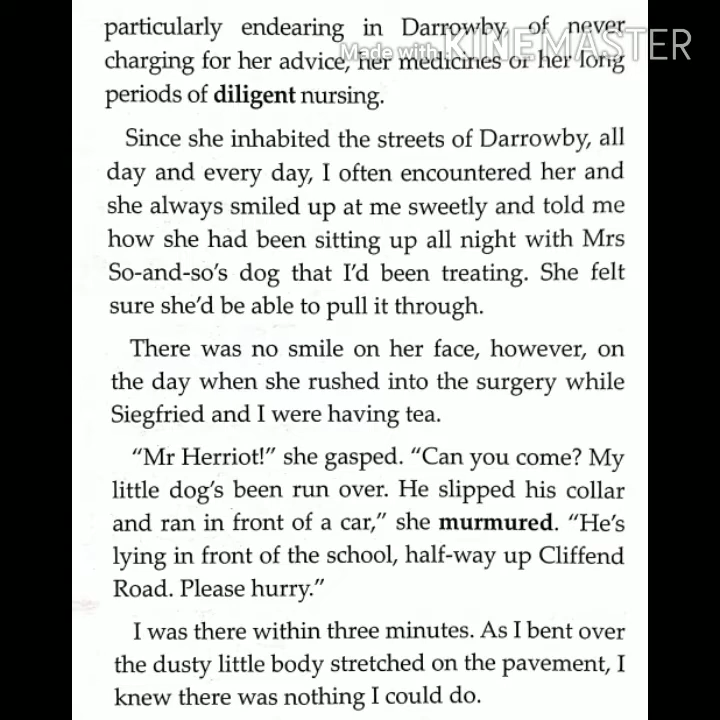 particularly endearing in Darrowby, of never
Made with KINEMASTER
charging for her advice, her medicines or her long
periods of diligent nursing.
Since she inhabited the streets of Darrowby, all
day and every day, I often encountered her and
she always smiled up at me sweetly and told me
how she had been sitting up all night with Mrs
So-and-so's dog that I'd been treating. She felt
sure she'd be able to pull it through.
There was no smile on her face, however, on
the day when she rushed into the surgery while
Siegfried and I were having tea.
"Mr Herriot!" she gasped. "Can you come? My
little dog's been run over. He slipped his collar
and ran in front of a car," she murmured. "He's
lying in front of the school, half-way up Cliffend
Road. Please hurry."
I was there within three minutes. As I bent over
the dusty little body stretched on the pavement, I
knew there was nothing I could do.